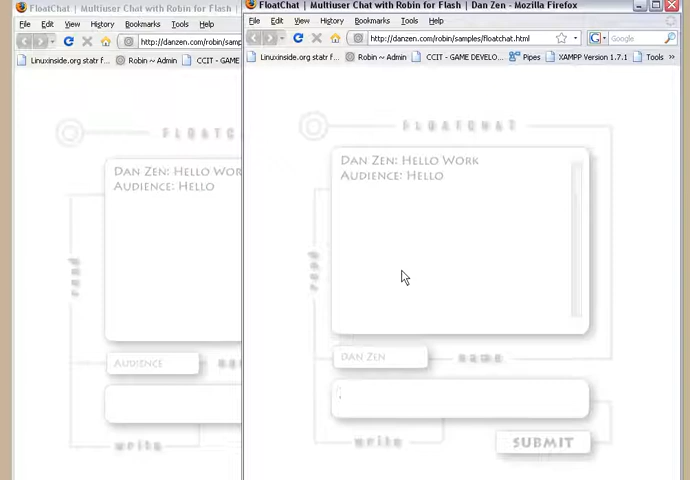 FloatChat | Multiuser Chat with Robin for Flash |
File Edit View History Bookmarks Tools
http://danzen.com/robin/samp
Linuxinside.org statr f... Robin ~ Admin CCIT - GAME
FLOATC
DAN ZEN: HELLO WOR
AUDIENCE: HELLO
read
AUDIENCE
write
FloatChat | Multiuser Chat with Robin for Flash | Dan Zen - Mozilla Firefox
File Edit View History Bookmarks Tools Help
http://danzen.com/robin/samples/floatchat.html
Google
Linuxinside.org statr f... Robin ~ Admin CCIT - GAME DEVELO... Pipes XAMPP Version 1.7.1 Tools »
FLOATCHAT
DAN ZEN: HELLO WORK
AUDIENCE: HELLO
read
DAN ZEN name
write
SUBMIT